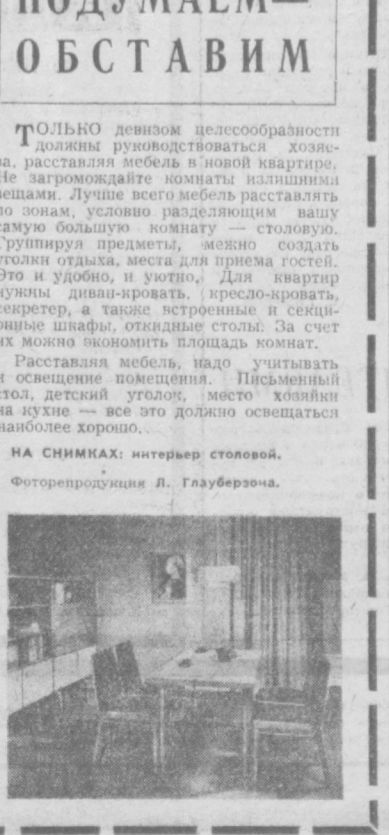 ПОДУМАЕМ—
ОБСТАВИМ
ТОЛЬКО девизом целесообразности
должны руководствоваться хозяе-
ва, расставляя мебель в новой квартире.
Не загромождайте комнаты излишними
вещами. Лучше всего мебель расставлять
по зонам, условно разделяющим вашу
самую большую комнату — столовую.
Группируя предметы, можно создать
уголки отдыха, места для приема гостей.
Это и удобно, и уютно. Для квартир
нужны диван-кровать, кресло-кровать,
секретер, а также встроенные и секци-
онные шкафы, откидные столы. За счет
их можно экономить площадь комнат.
Расставляя мебель, надо учитывать
и освещение помещения. Письменный
стол, детский уголок, место хозяйки
на кухне — все это должно освещаться
наиболее хорошо.
НА СНИМКАХ: интерьер столовой.
Фоторепродукция Л. Глауберзона.